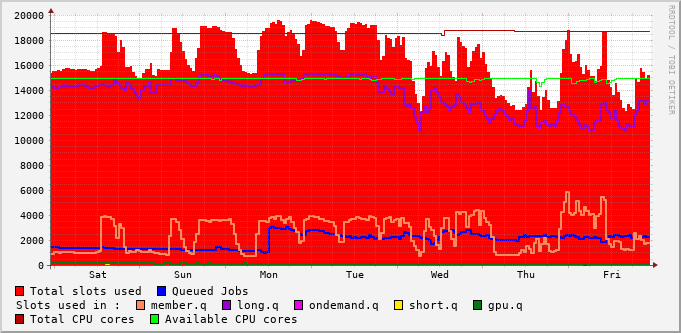 20000
18000
16000
14000
12000
10000
8000
6000
4000
2000
0
Sat Sun Mon Tue Wed Thu Fri
RRDTOOL / TOBI OETIKER
Total slots used Queued Jobs
Slots used in : member.q long.q ondemand.q short.q gpu.q
Total CPU cores Available CPU cores